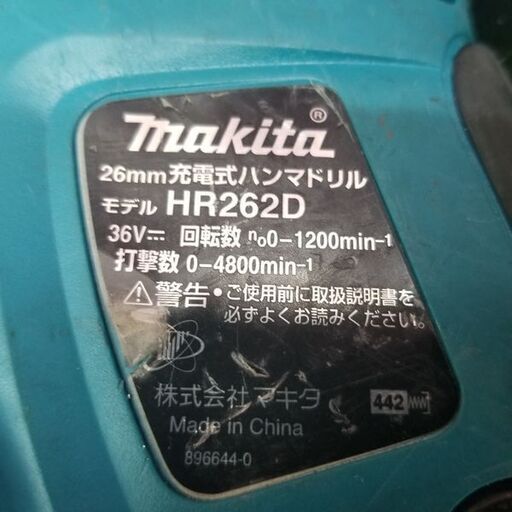 makita®
26mm充電式ハンマドリル
モデル HR262D
36V⎓ 回転数 n₀0-1200min-1
打撃数 0-4800min-1
⚠警告・ご使用前に取扱説明書を
必ずよくお読みください。
株式会社マキタ 442
Made in China
896644-0